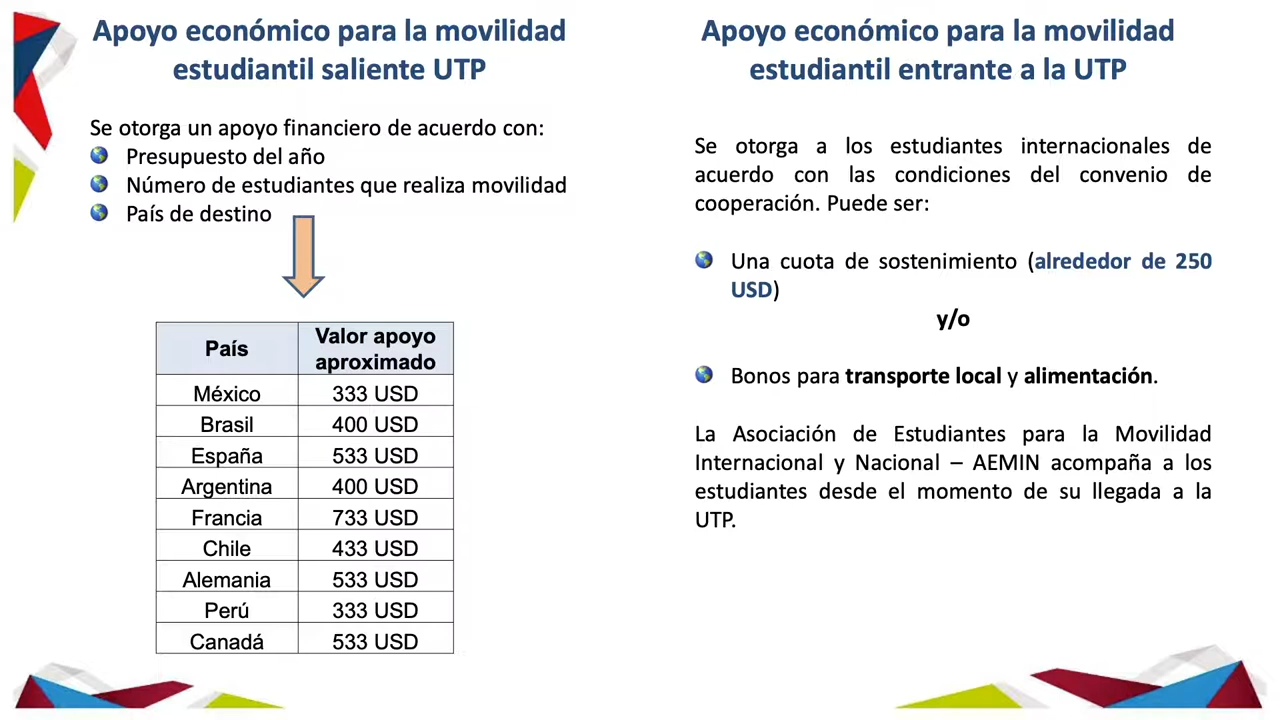 Apoyo económico para la movilidad
estudiantil saliente UTP
Se otorga un apoyo financiero de acuerdo con:
Presupuesto del año
Número de estudiantes que realiza movilidad
País de destino
País Valor apoyo aproximado
México 333 USD
Brasil 400 USD
España 533 USD
Argentina 400 USD
Francia 733 USD
Chile 433 USD
Alemania 533 USD
Perú 333 USD
Canadá 533 USD
Apoyo económico para la movilidad
estudiantil entrante a la UTP
Se otorga a los estudiantes internacionales de
acuerdo con las condiciones del convenio de
cooperación. Puede ser:
Una cuota de sostenimiento (alrededor de 250
USD)
y/o
Bonos para transporte local y alimentación.
La Asociación de Estudiantes para la Movilidad
Internacional y Nacional – AEMIN acompaña a los
estudiantes desde el momento de su llegada a la
UTP.